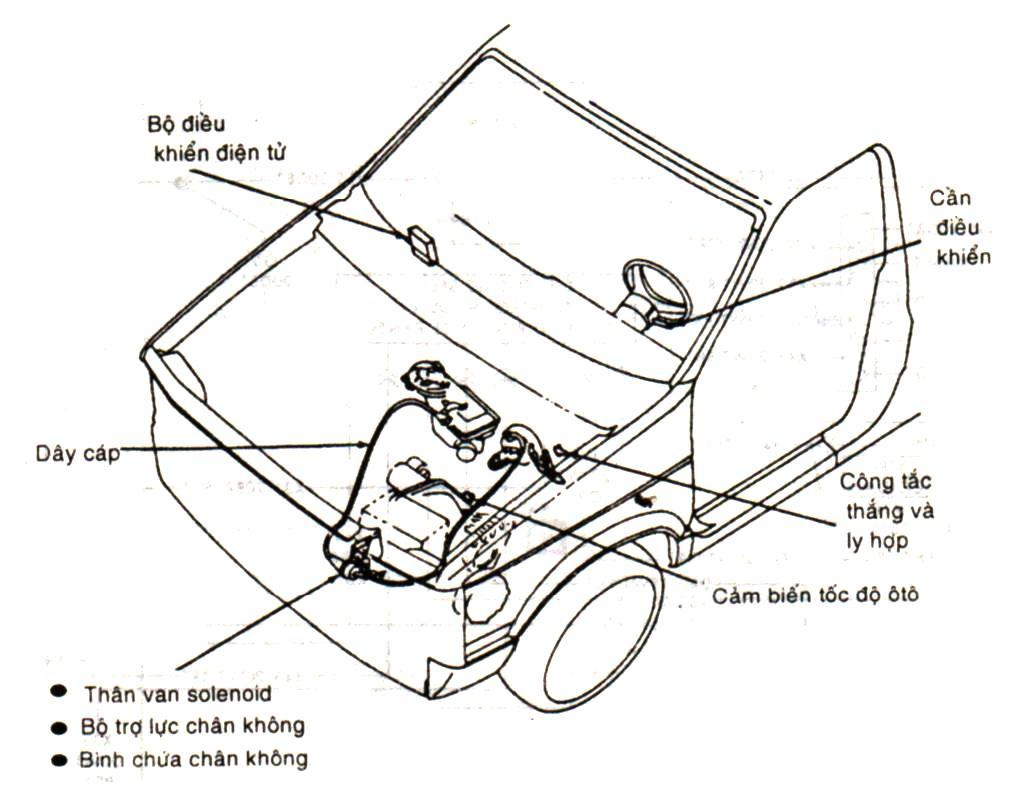 Bộ điều
khiển điện tử
Cần
điều
khiển
Dây cáp
Công tắc
thắng và
ly hợp
Cảm biến tốc độ ôtô
● Thân van solenoid
● Bộ trợ lực chân không
● Bình chứa chân không